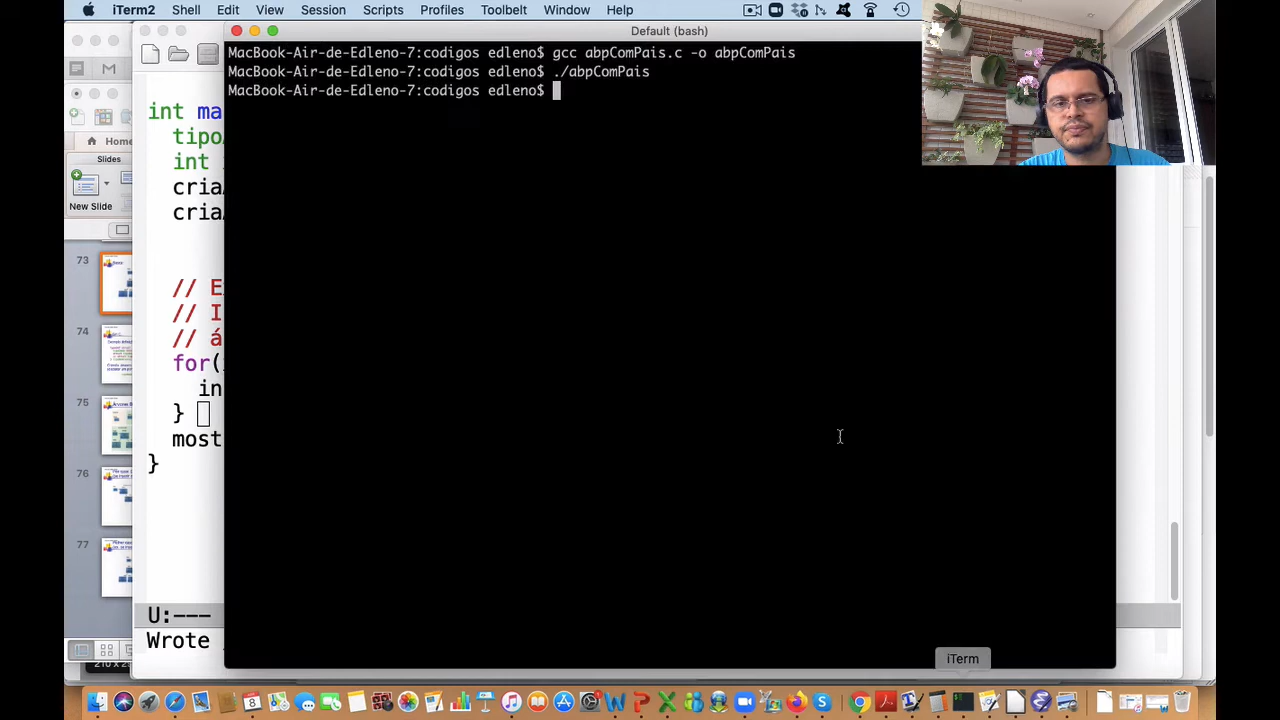 iTerm2 Shell Edit View Session Scripts Profiles Toolbelt Window Help
Default (bash)
MacBook-Air-de-Edleno-7:codigos edleno$ gcc abpComPais.c -o abpComPais
MacBook-Air-de-Edleno-7:codigos edleno$ ./abpComPais
MacBook-Air-de-Edleno-7:codigos edleno$
Home
Slides
New Slide
73
74
75
76
77
int ma
tipo
int
cria
cria
// E
// I
// á
for(
in
}
most
}
U:---
Wrote
iTerm